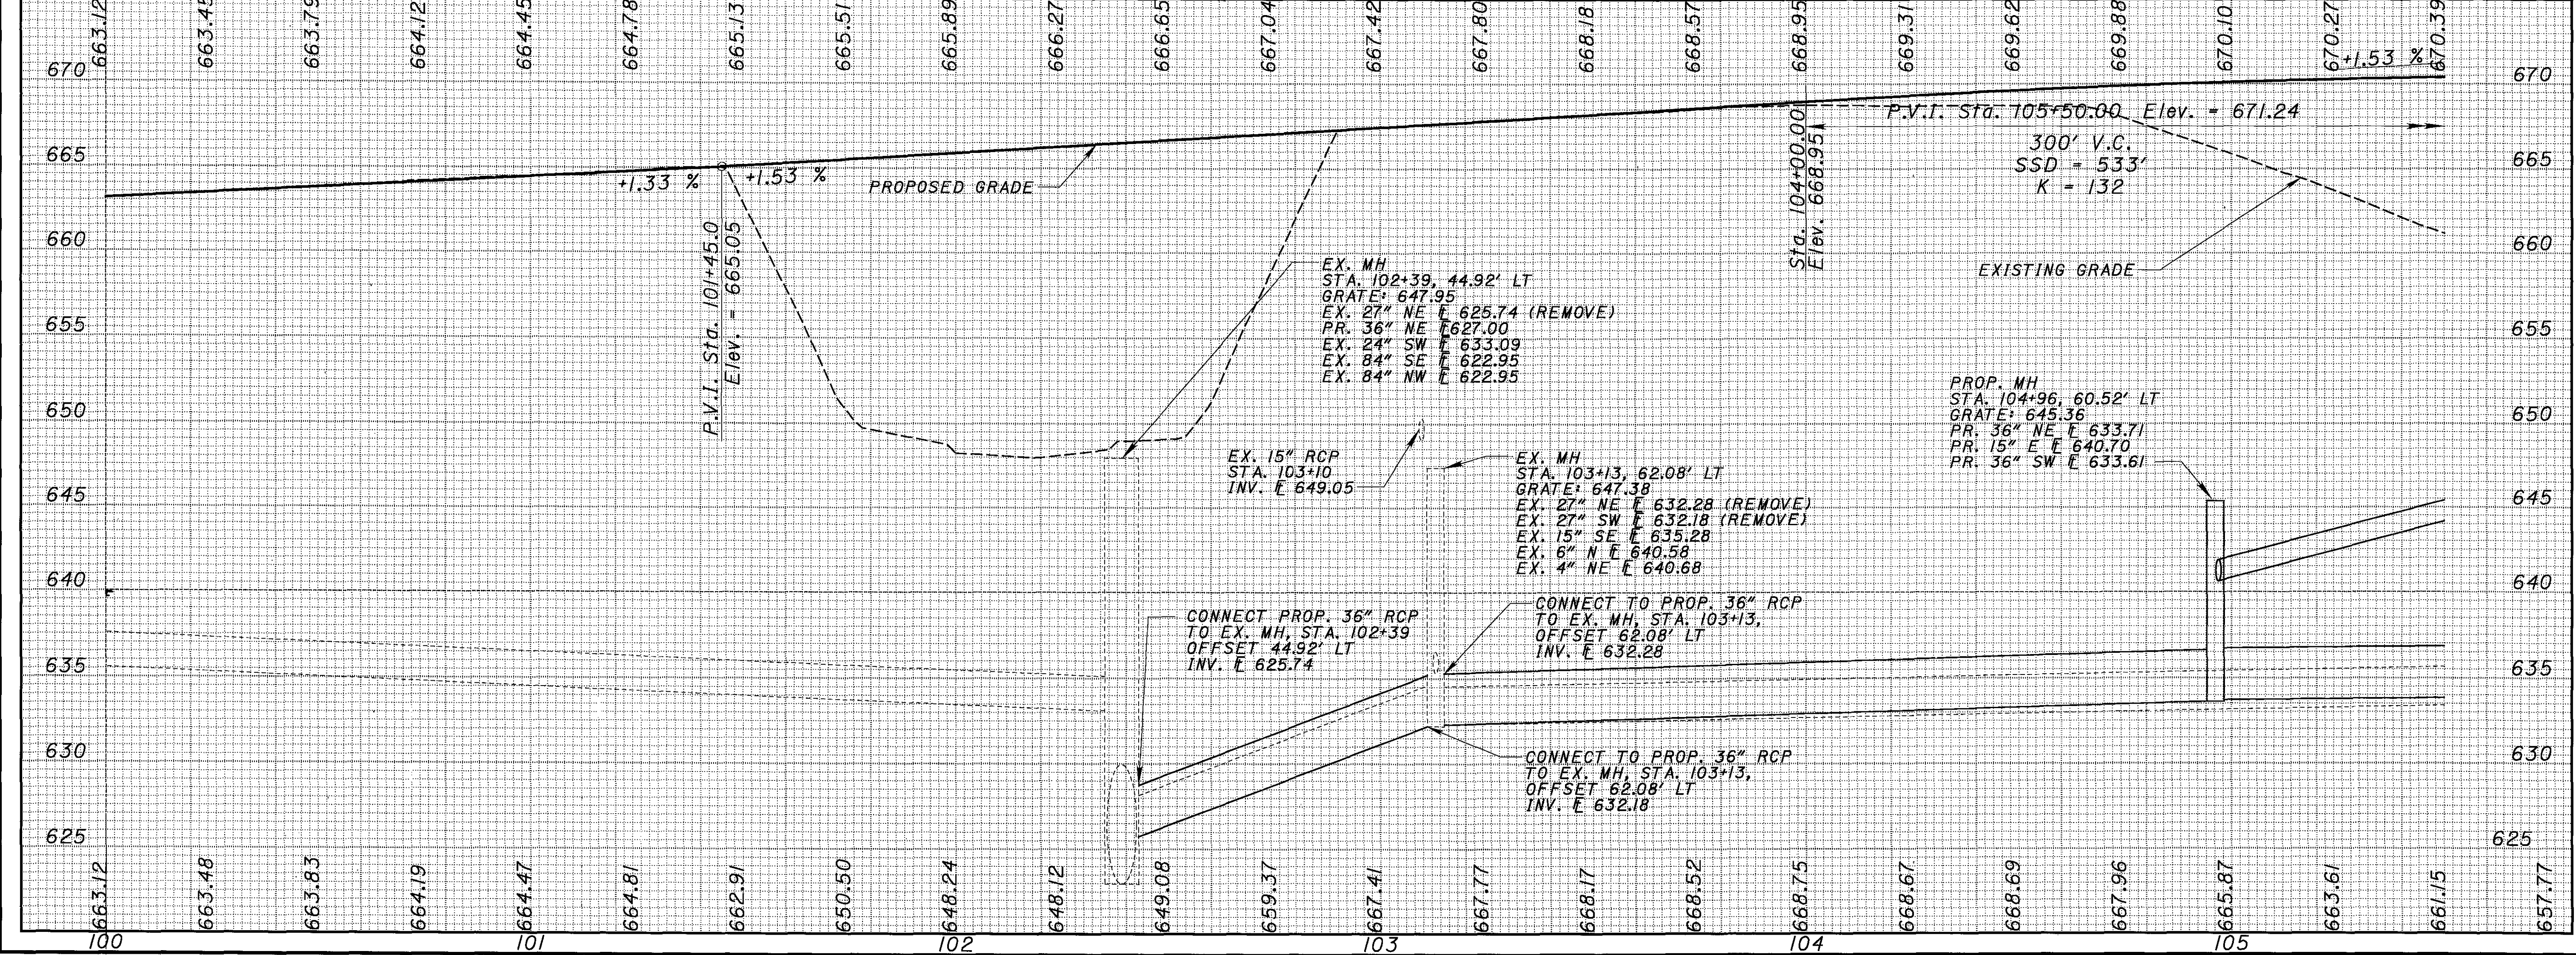 663.12 663.45 663.79 664.12 664.45 664.78 665.13 665.51 665.89 666.27 666.65 667.04 667.42 667.80 668.18 668.57 668.95 669.31 669.62 669.88 670.10 670.27 670.39
+1.53 %
670 670
665 665
660 660
655 655
650 650
645 645
640 640
635 635
630 630
625 625
+1.33 %
+1.53 %
P.V.I. Sta. 101+45.0
Elev. = 665.05
PROPOSED GRADE
Sta. 104+00.00
Elev. 668.95
P.V.I. Sta. 105+50.00 Elev. = 671.24
300' V.C.
SSD = 533'
K = 132
EXISTING GRADE
EX. MH
STA. 102+39, 44.92' LT
GRATE: 647.95
EX. 27" NE ℄ 625.74 (REMOVE)
PR. 36" NE ℄ 627.00
EX. 24" SW ℄ 633.09
EX. 84" SE ℄ 622.95
EX. 84" NW ℄ 622.95
EX. 15" RCP
STA. 103+10
INV. ℄ 649.05
EX. MH
STA. 103+13, 62.08' LT
GRATE: 647.38
EX. 27" NE ℄ 632.28 (REMOVE)
EX. 27" SW ℄ 632.18 (REMOVE)
EX. 15" SE ℄ 635.28
EX. 6" N ℄ 640.58
EX. 4" NE ℄ 640.68
PROP. MH
STA. 104+96, 60.52' LT
GRATE: 645.36
PR. 36" NE ℄ 633.71
PR. 15" E ℄ 640.70
PR. 36" SW ℄ 633.61
CONNECT PROP. 36" RCP
TO EX. MH, STA. 102+39
OFFSET 44.92' LT
INV. ℄ 625.74
CONNECT TO PROP. 36" RCP
TO EX. MH, STA. 103+13,
OFFSET 62.08' LT
INV. ℄ 632.28
CONNECT TO PROP. 36" RCP
TO EX. MH, STA. 103+13,
OFFSET 62.08' LT
INV. ℄ 632.18
663.12 663.48 663.83 664.19 664.47 664.81 662.91 650.50 648.24 648.12 649.08 659.37 667.41 667.77 668.17 668.52 668.75 668.67 668.69 667.96 665.87 663.61 661.15 657.77
100 101 102 103 104 105